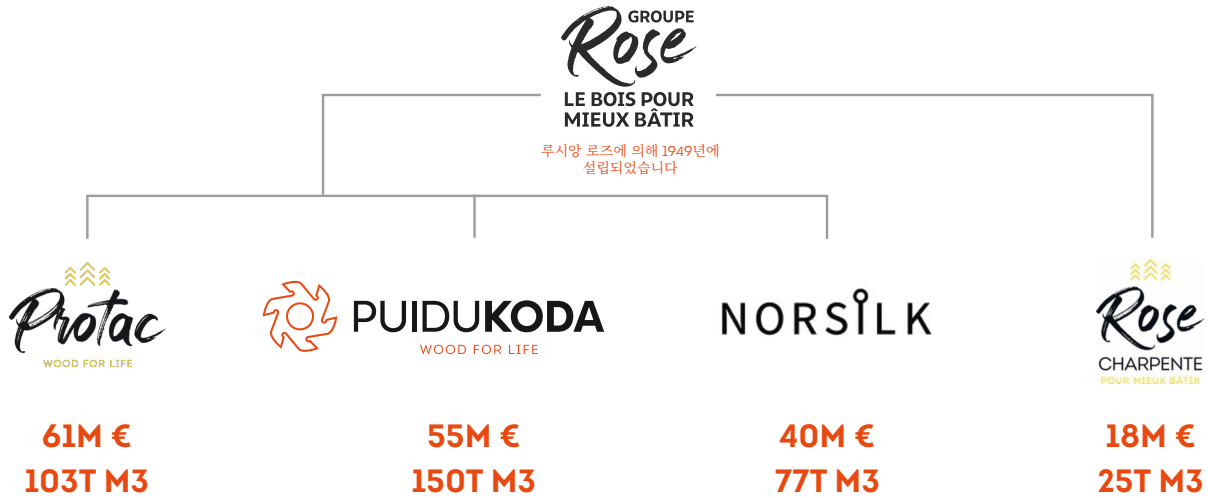 GROUPE
Rose
LE BOIS POUR
MIEUX BÂTIR
루시앙 로즈에 의해 1949년에
설립되었습니다
Protac
WOOD FOR LIFE
PUIDUKODA
WOOD FOR LIFE
NORSILK
Rose
CHARPENTE
POUR MIEUX BÂTIR
61M €
103T M3
55M €
150T M3
40M €
77T M3
18M €
25T M3